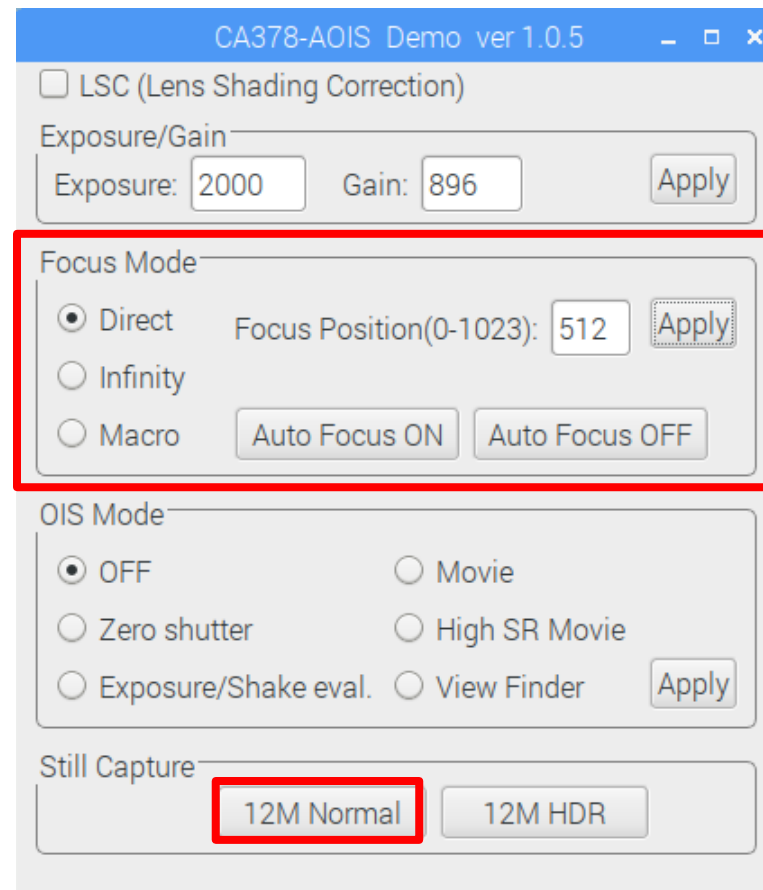 CA378-AOIS Demo ver 1.0.5
LSC (Lens Shading Correction)
Exposure/Gain
Exposure: 2000 Gain: 896 Apply
Focus Mode
Direct Focus Position(0-1023): 512 Apply
Infinity
Macro Auto Focus ON Auto Focus OFF
OIS Mode
OFF Movie
Zero shutter High SR Movie
Exposure/Shake eval. View Finder Apply
Still Capture
12M Normal 12M HDR